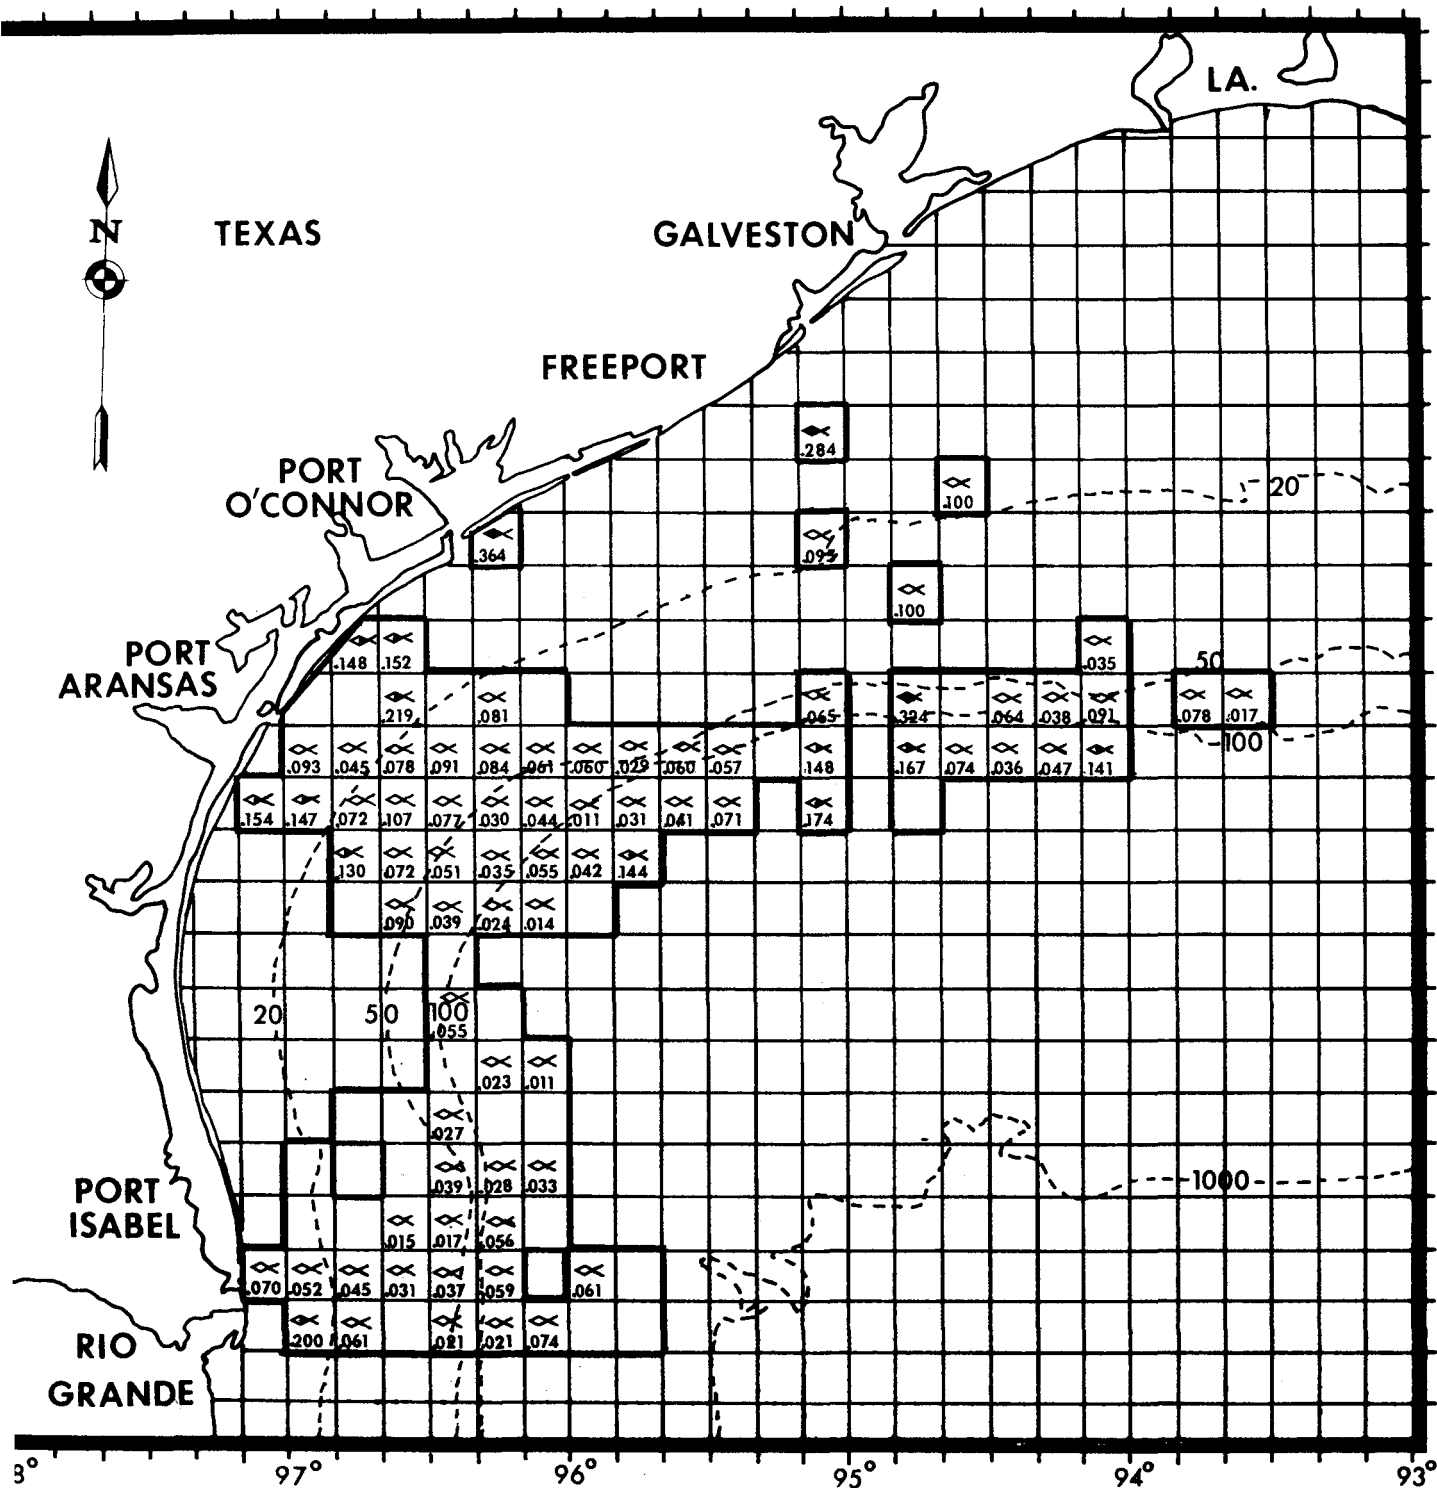 LA.
N
TEXAS
GALVESTON
FREEPORT
.284
PORT
O'CONNOR
.100
20
.364
.095
.100
PORT
ARANSAS
.148 .152
.035
50
.219 .081 .065 .324 .064 .038 .091 .078 .017
100
.093 .045 .078 .091 .084 .061 .060 .029 .060 .057 .148 .167 .074 .036 .047 .141
.154 .147 .072 .107 .077 .030 .044 .011 .031 .041 .071 .174
.130 .072 .051 .035 .055 .042 .144
.090 .039 .024 .014
20 50 100
.055
.023 .011
.027
.039 .028 .033
1000
PORT
ISABEL
.015 .017 .056
.070 .052 .045 .031 .037 .059 .061
.200 .061 .021 .021 .074
RIO
GRANDE
8° 97° 96° 95° 94° 93°